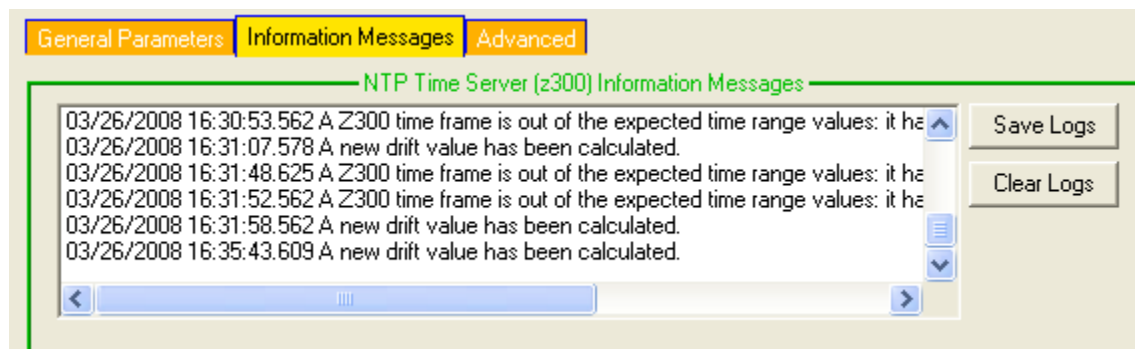 General Parameters Information Messages Advanced
NTP Time Server (z300) Information Messages
03/26/2008 16:30:53.562 A Z300 time frame is out of the expected time range values: it ha
03/26/2008 16:31:07.578 A new drift value has been calculated.
03/26/2008 16:31:48.625 A Z300 time frame is out of the expected time range values: it ha
03/26/2008 16:31:52.562 A Z300 time frame is out of the expected time range values: it ha
03/26/2008 16:31:58.562 A new drift value has been calculated.
03/26/2008 16:35:43.609 A new drift value has been calculated.
Save Logs
Clear Logs